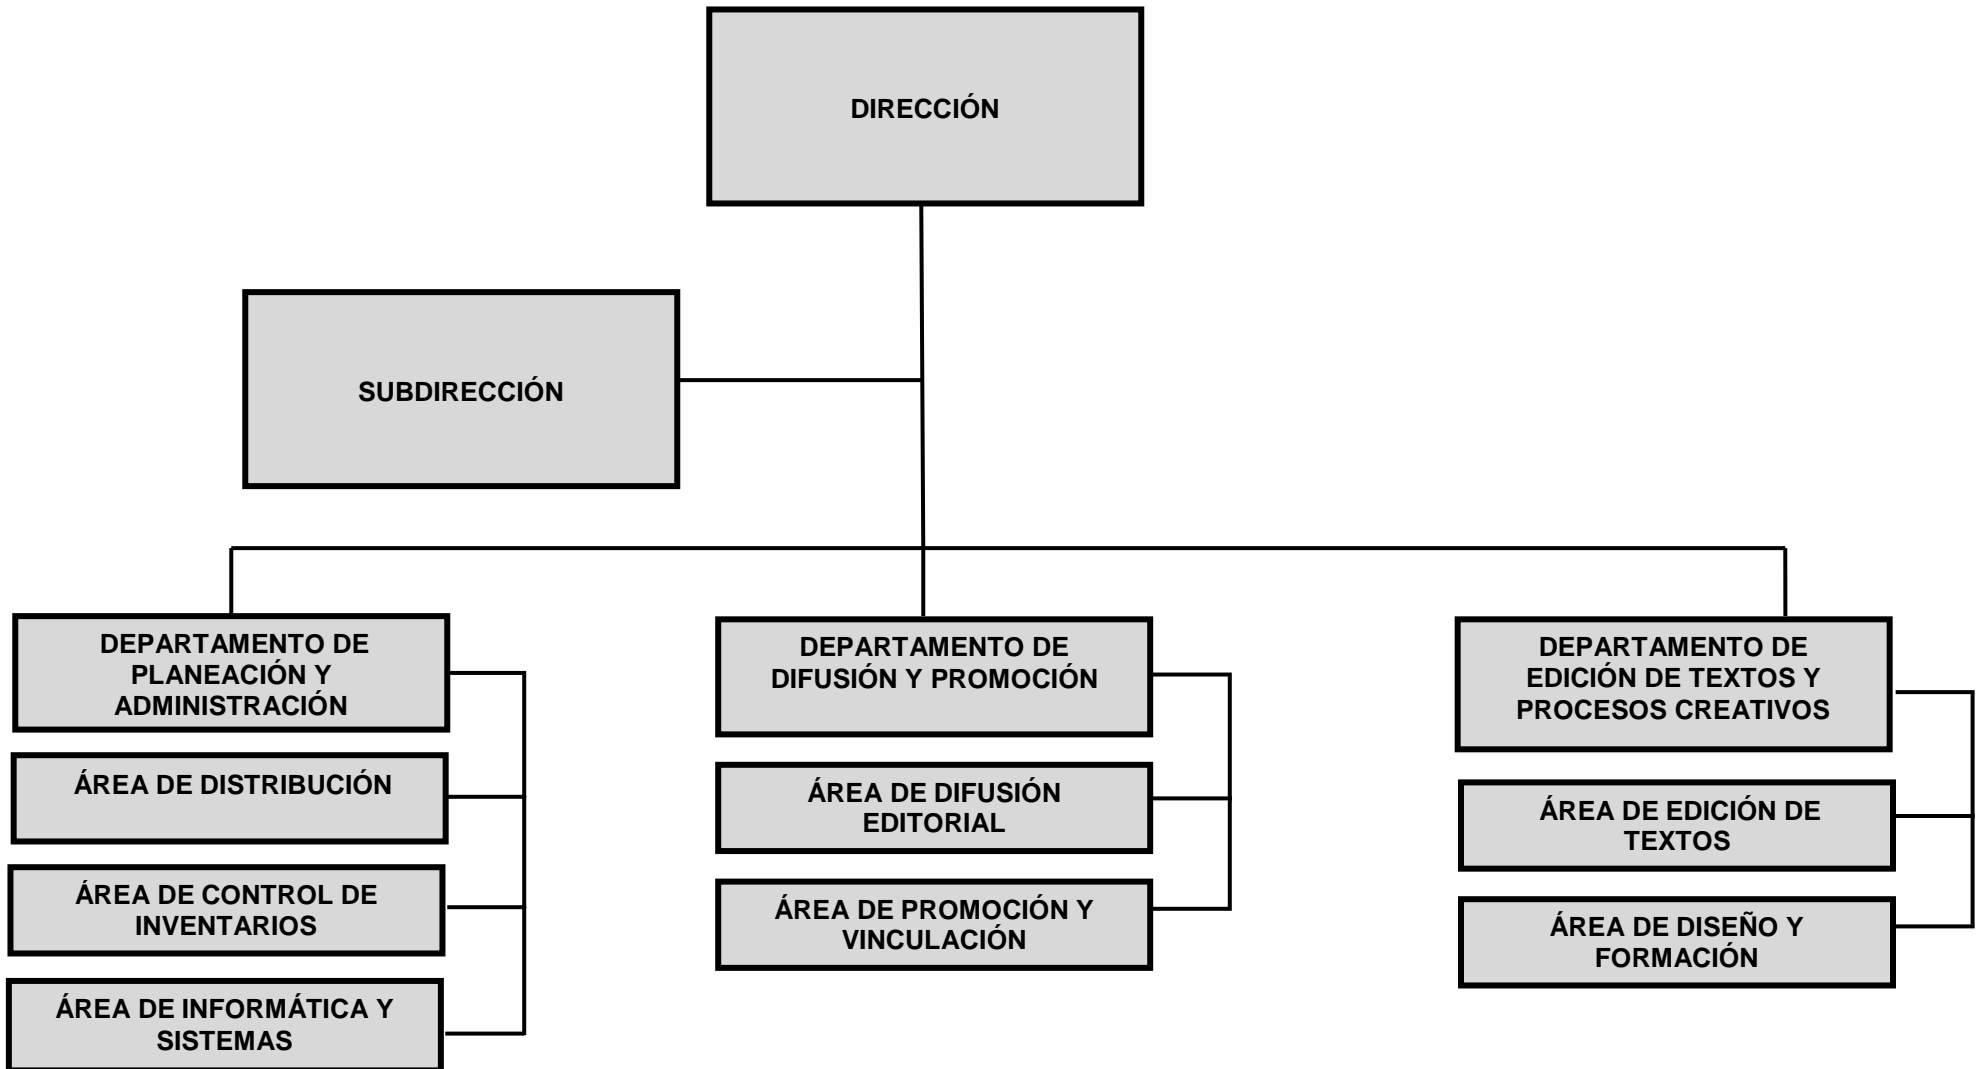 DIRECCIÓN
SUBDIRECCIÓN
DEPARTAMENTO DE
PLANEACIÓN Y
ADMINISTRACIÓN
ÁREA DE DISTRIBUCIÓN
ÁREA DE CONTROL DE
INVENTARIOS
ÁREA DE INFORMÁTICA Y
SISTEMAS
DEPARTAMENTO DE
DIFUSIÓN Y PROMOCIÓN
ÁREA DE DIFUSIÓN
EDITORIAL
ÁREA DE PROMOCIÓN Y
VINCULACIÓN
DEPARTAMENTO DE
EDICIÓN DE TEXTOS Y
PROCESOS CREATIVOS
ÁREA DE EDICIÓN DE
TEXTOS
ÁREA DE DISEÑO Y
FORMACIÓN